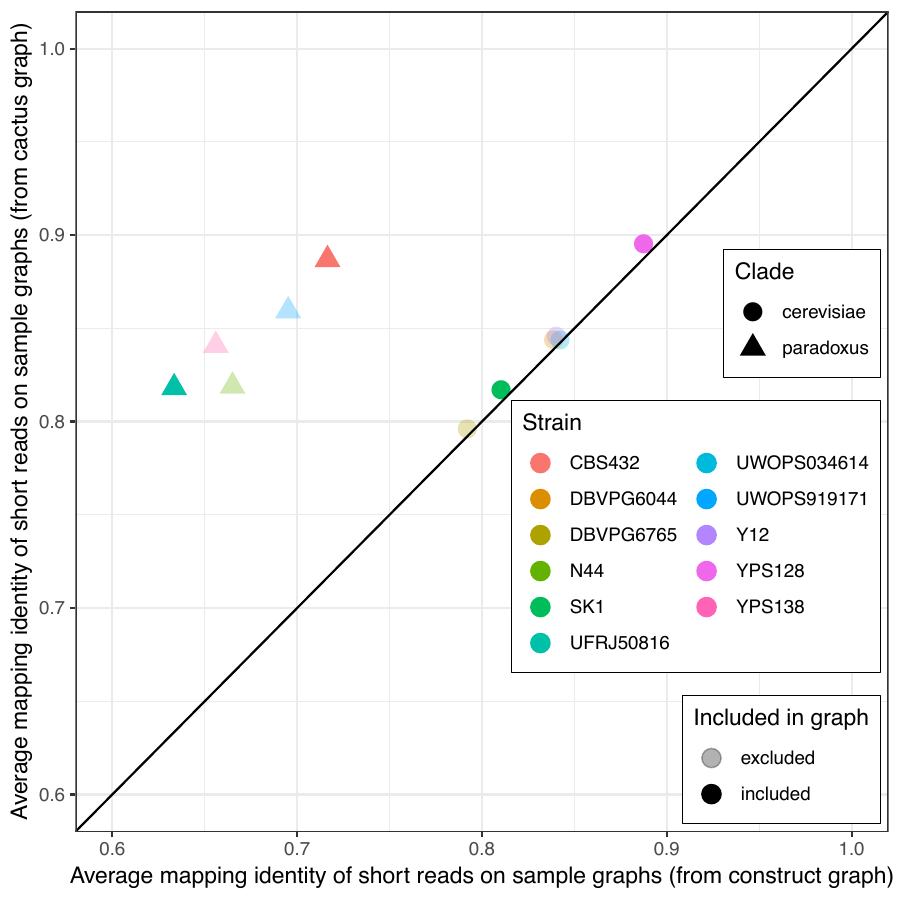 Average mapping identity of short reads on sample graphs (from cactus graph)
1.0
0.9
0.8
0.7
0.6
0.6
0.7
0.8
0.9
1.0
Average mapping identity of short reads on sample graphs (from construct graph)
Clade
cerevisiae
paradoxus
Strain
CBS432
DBVPG6044
DBVPG6765
N44
SK1
UFRJ50816
UWOPS034614
UWOPS919171
Y12
YPS128
YPS138
Included in graph
excluded
included